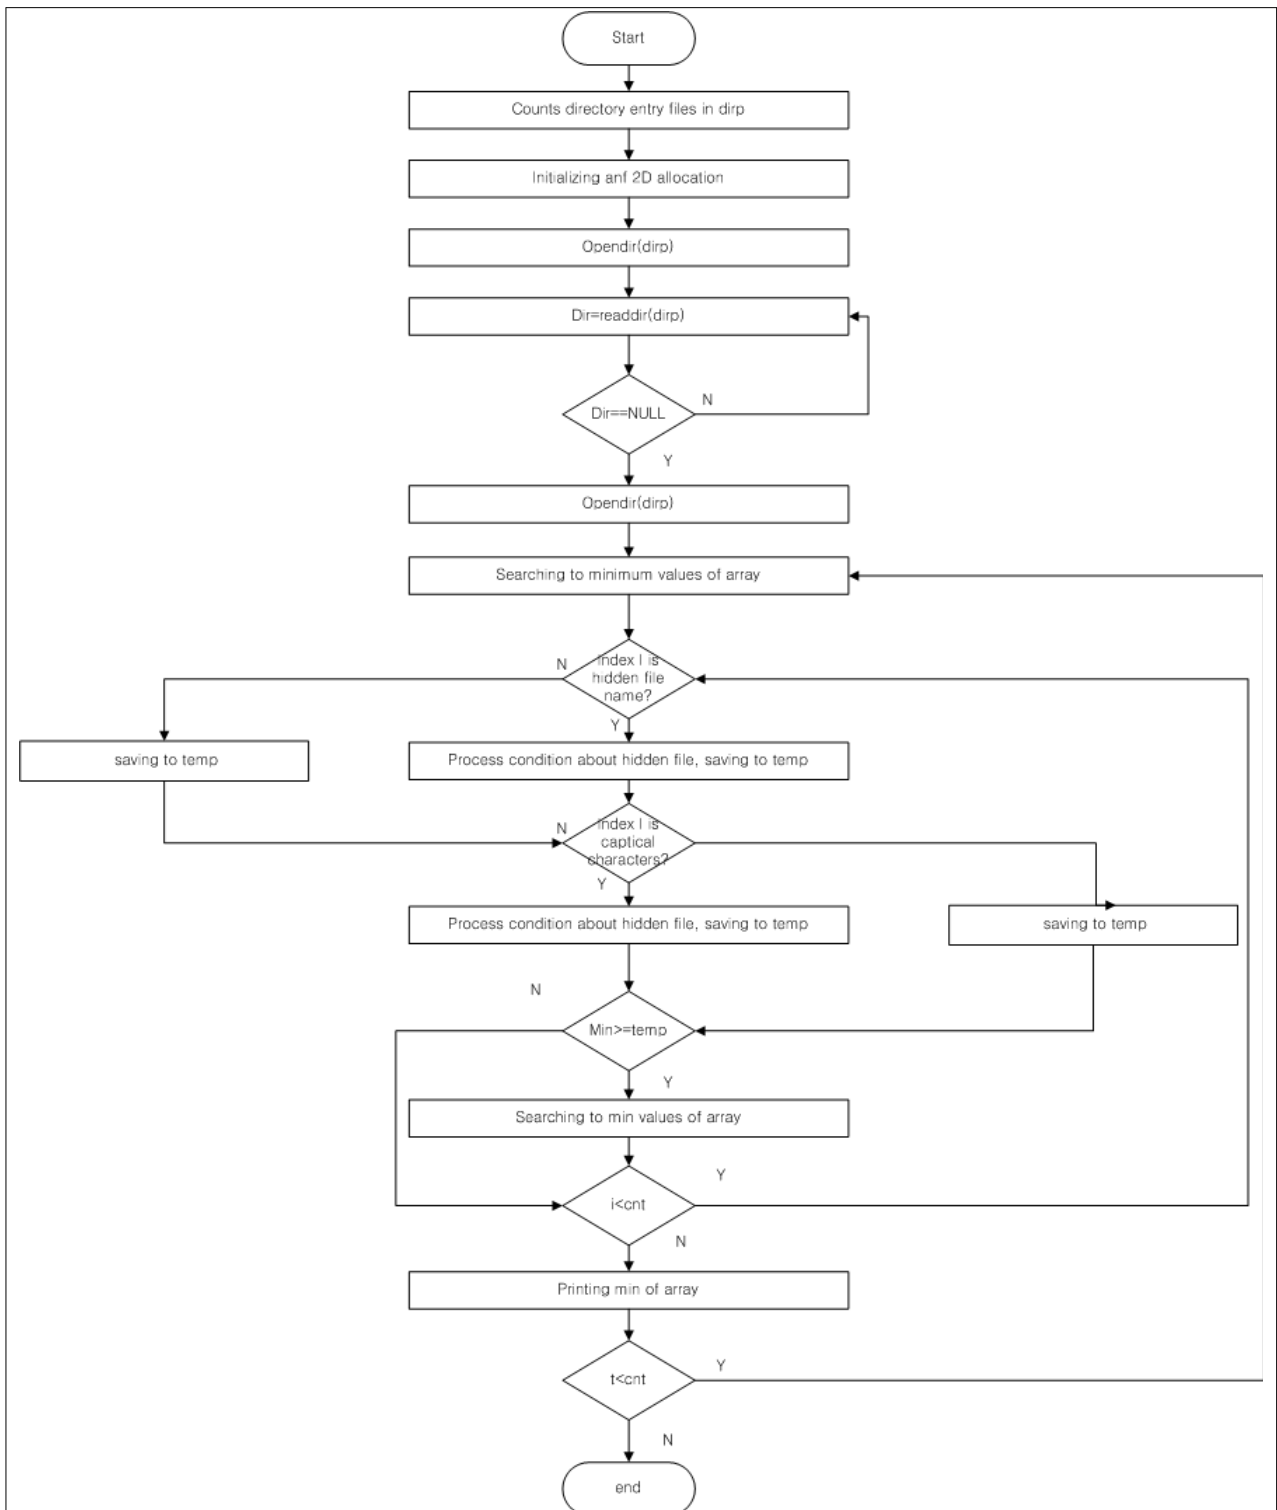 Start
Counts directory entry files in dirp
Initializing anf 2D allocation
Opendir(dirp)
Dir=readdir(dirp)
Dir==NULL
N
Y
Opendir(dirp)
Searching to minimum values of array
N
Index I is
hidden file
name?
Y
saving to temp
Process condition about hidden file, saving to temp
N
Index I is
captical
characters?
Y
Process condition about hidden file, saving to temp
saving to temp
N
Min>=temp
Y
Searching to min values of array
Y
i<cnt
N
Printing min of array
Y
t<cnt
N
end